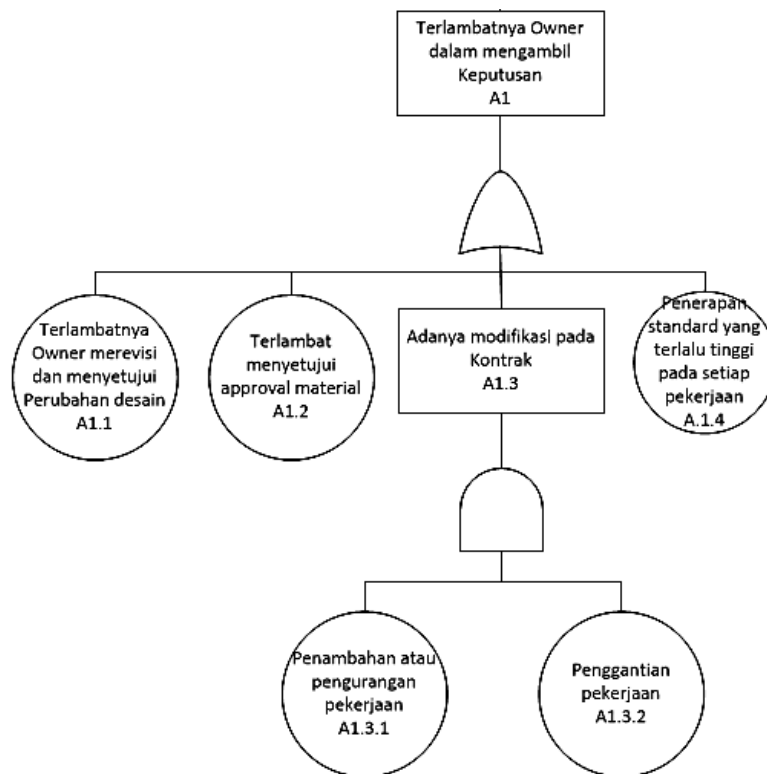 Terlambatnya Owner
dalam mengambil
Keputusan
A1
Terlambatnya
Owner merevisi
dan menyetujui
Perubahan desain
A1.1
Terlambat
menyetujui
approval material
A1.2
Adanya modifikasi pada
Kontrak
A1.3
Penerapan
standard yang
terlalu tinggi
pada setiap
pekerjaan
A.1.4
Penambahan atau
pengurangan
pekerjaan
A1.3.1
Penggantian
pekerjaan
A1.3.2